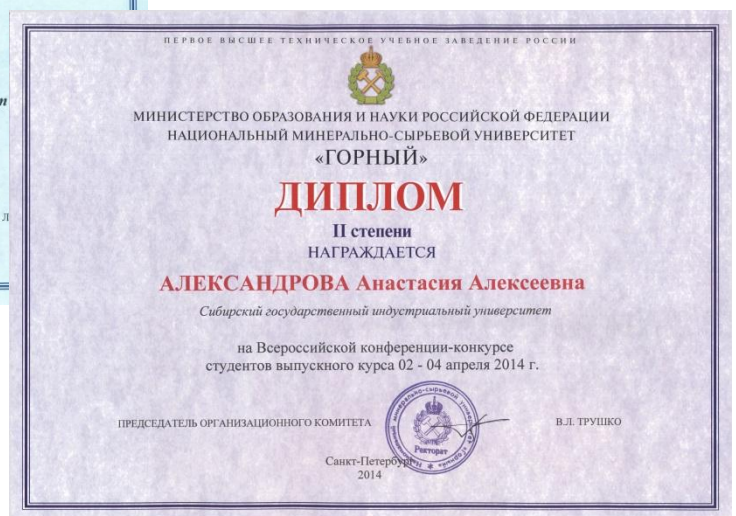 ПЕРВОЕ ВЫСШЕЕ ТЕХНИЧЕСКОЕ УЧЕБНОЕ ЗАВЕДЕНИЕ РОССИИ
МИНИСТЕРСТВО ОБРАЗОВАНИЯ И НАУКИ РОССИЙСКОЙ ФЕДЕРАЦИИ
НАЦИОНАЛЬНЫЙ МИНЕРАЛЬНО-СЫРЬЕВОЙ УНИВЕРСИТЕТ
«ГОРНЫЙ»
ДИПЛОМ
II степени
НАГРАЖДАЕТСЯ
АЛЕКСАНДРОВА Анастасия Алексеевна
Сибирский государственный индустриальный университет
на Всероссийской конференции-конкурсе
студентов выпускного курса 02 - 04 апреля 2014 г.
ПРЕДСЕДАТЕЛЬ ОРГАНИЗАЦИОННОГО КОМИТЕТА
В.Л. ТРУШКО
Ректорат
Санкт-Петербург
2014